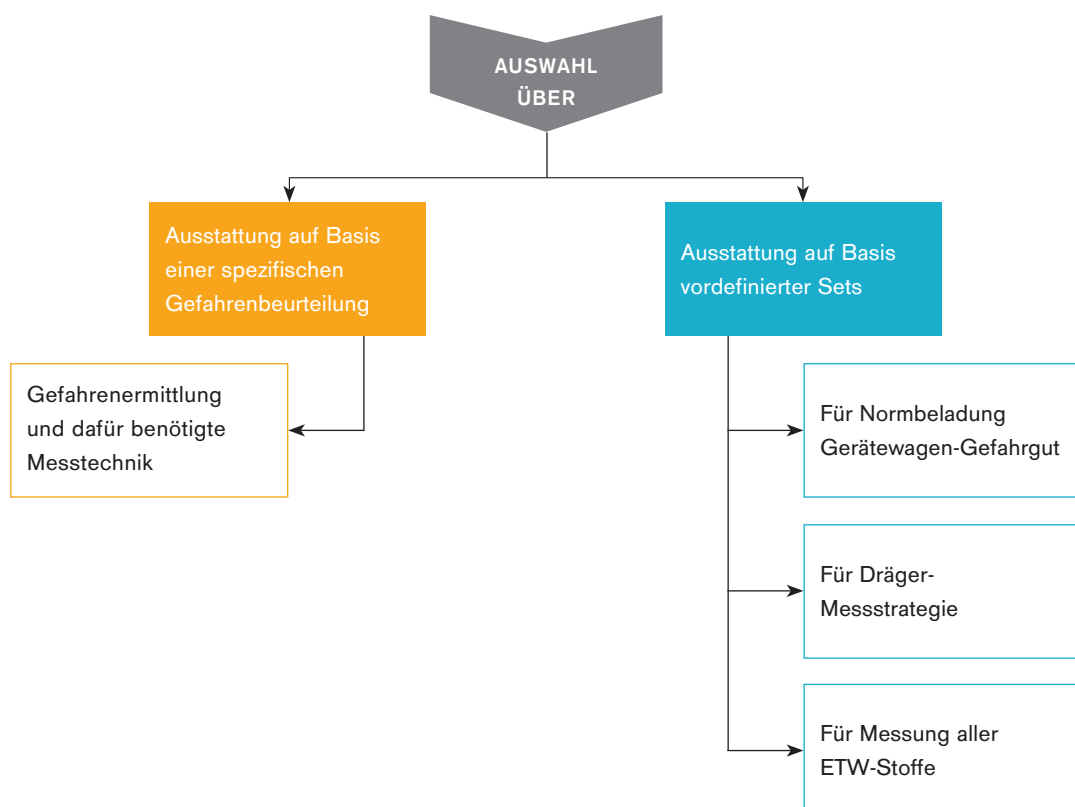 AUSWAHL
ÜBER
Ausstattung auf Basis
einer spezifischen
Gefahrenbeurteilung
Gefahrenermittlung
und dafür benötigte
Messtechnik
Ausstattung auf Basis
vordefinierter Sets
Für Normbeladung
Gerätewagen-Gefahrgut
Für Dräger-
Messstrategie
Für Messung aller
ETW-Stoffe